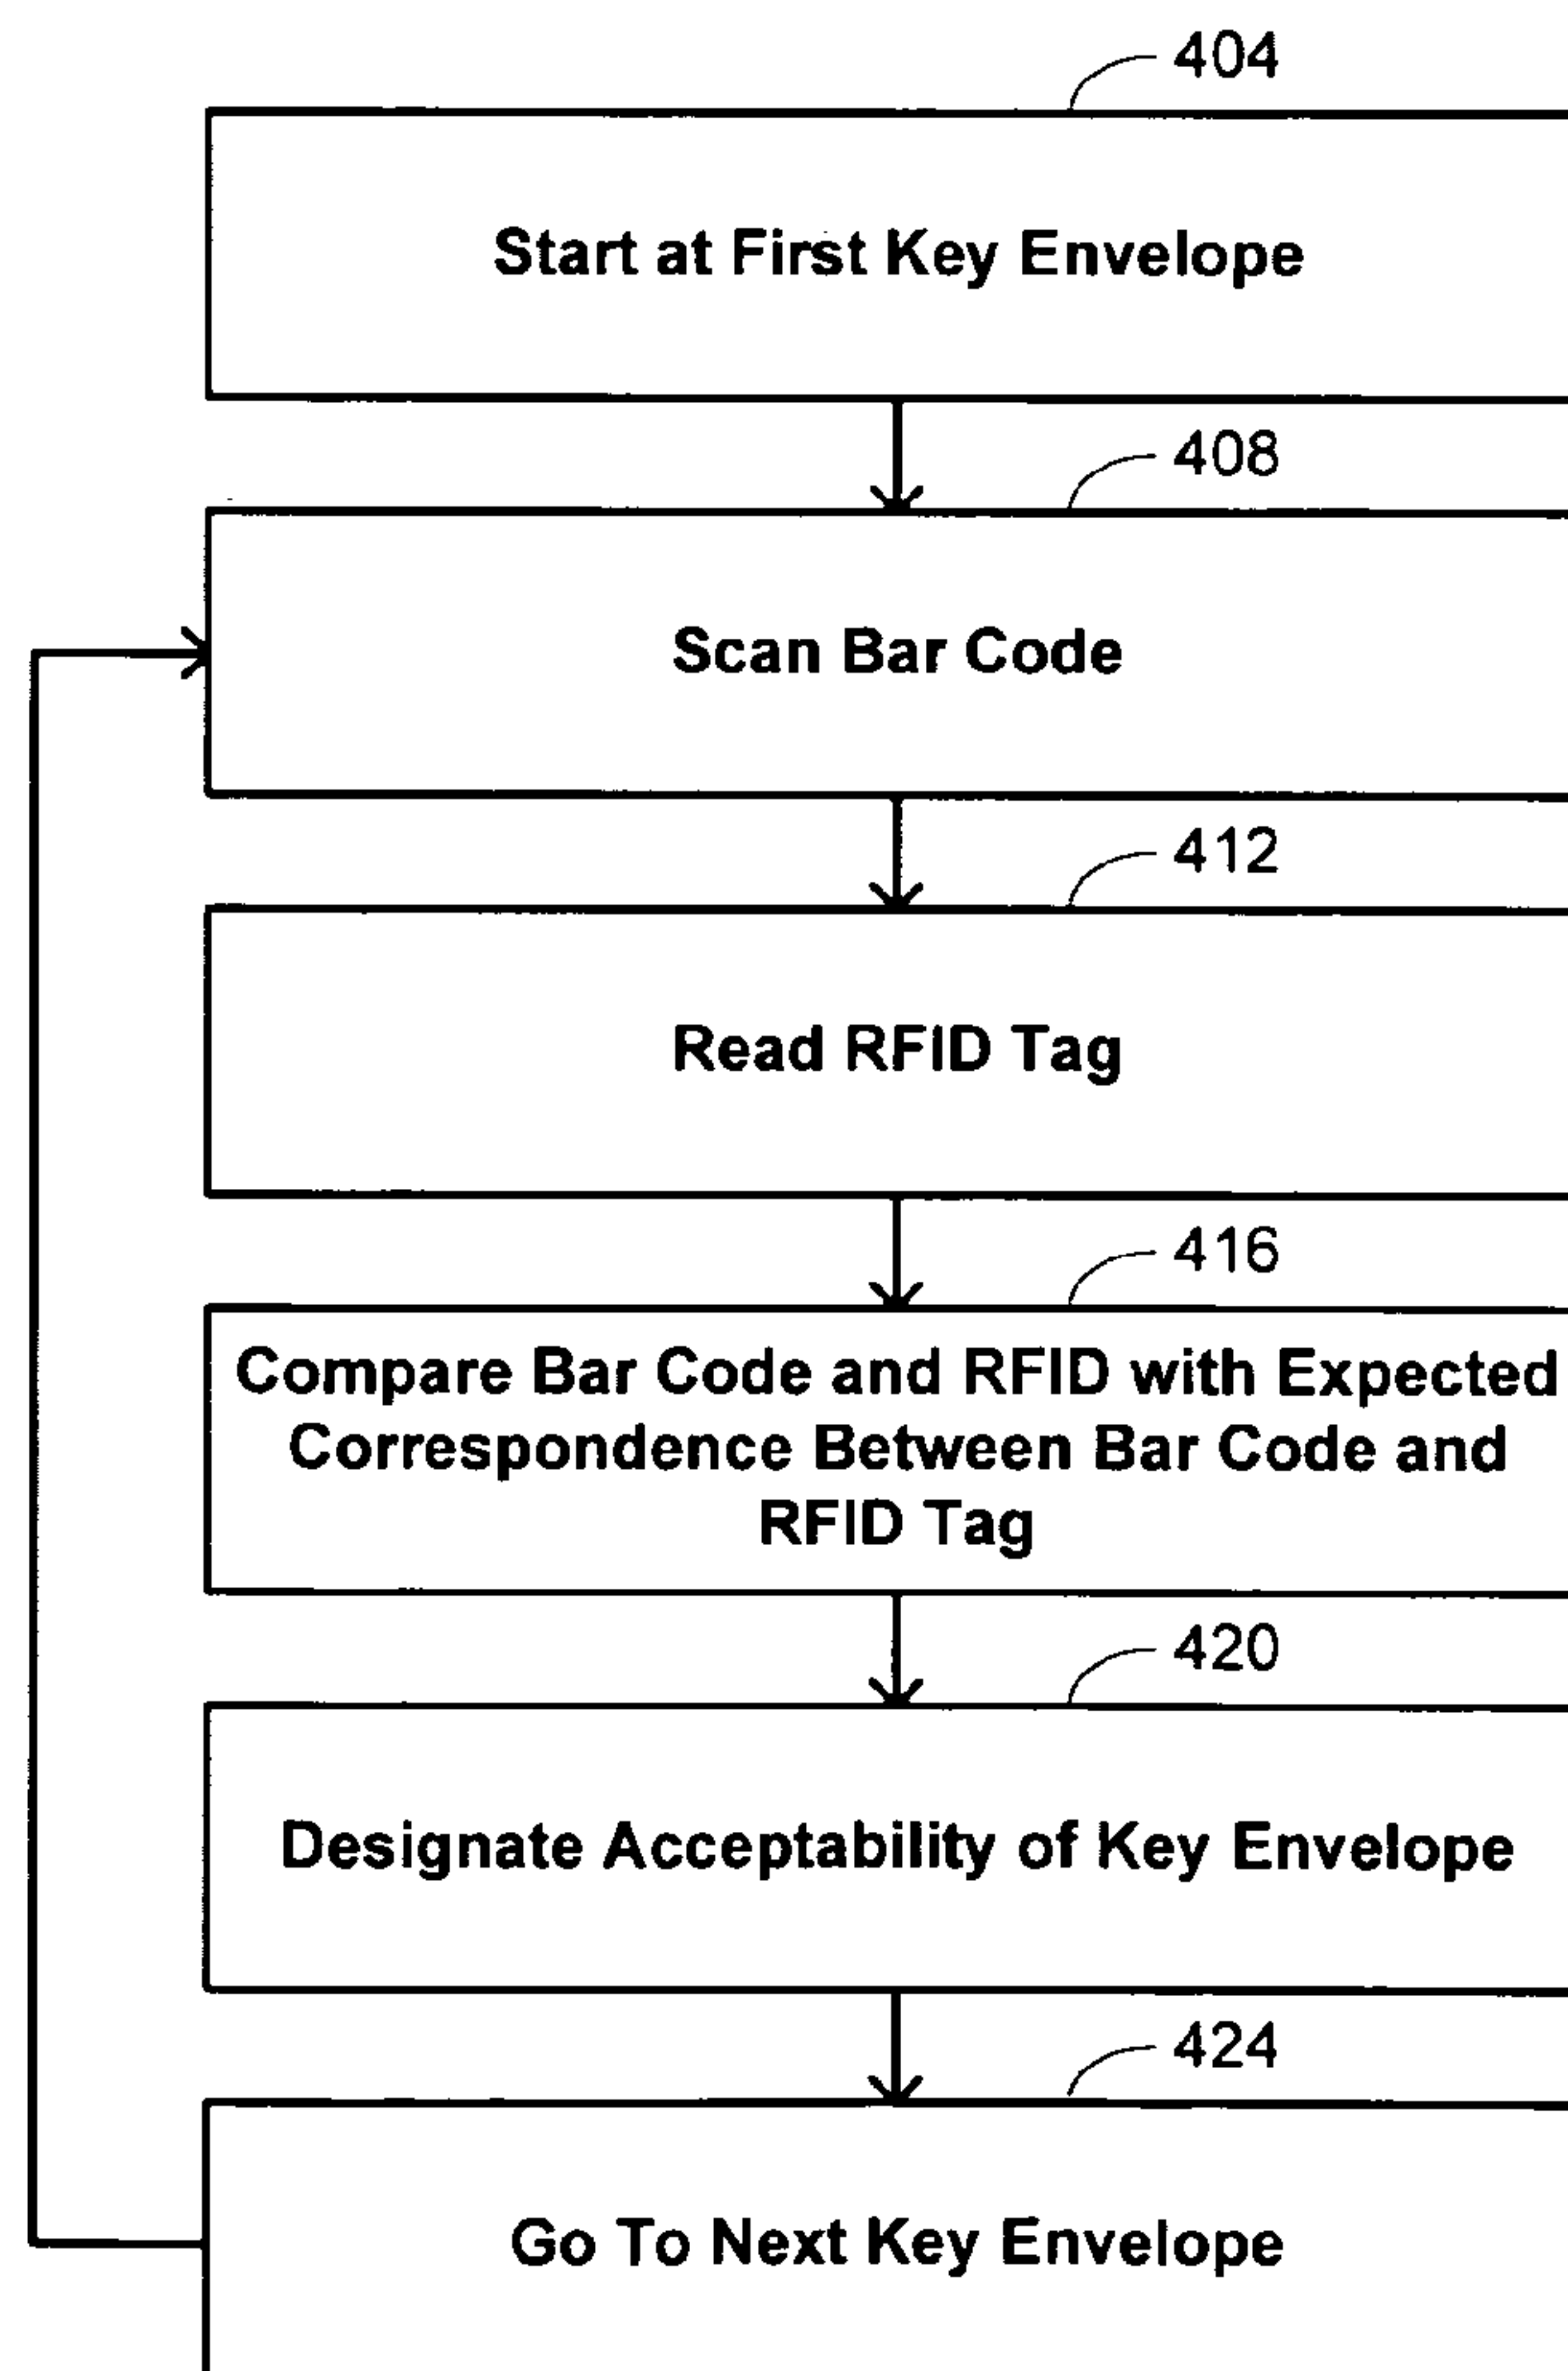 404
Start at First Key Envelope
408
Scan Bar Code
412
Read RFID Tag
416
Compare Bar Code and RFID with Expected
Correspondence Between Bar Code and
RFID Tag
420
Designate Acceptability of Key Envelope
424
Go To Next Key Envelope